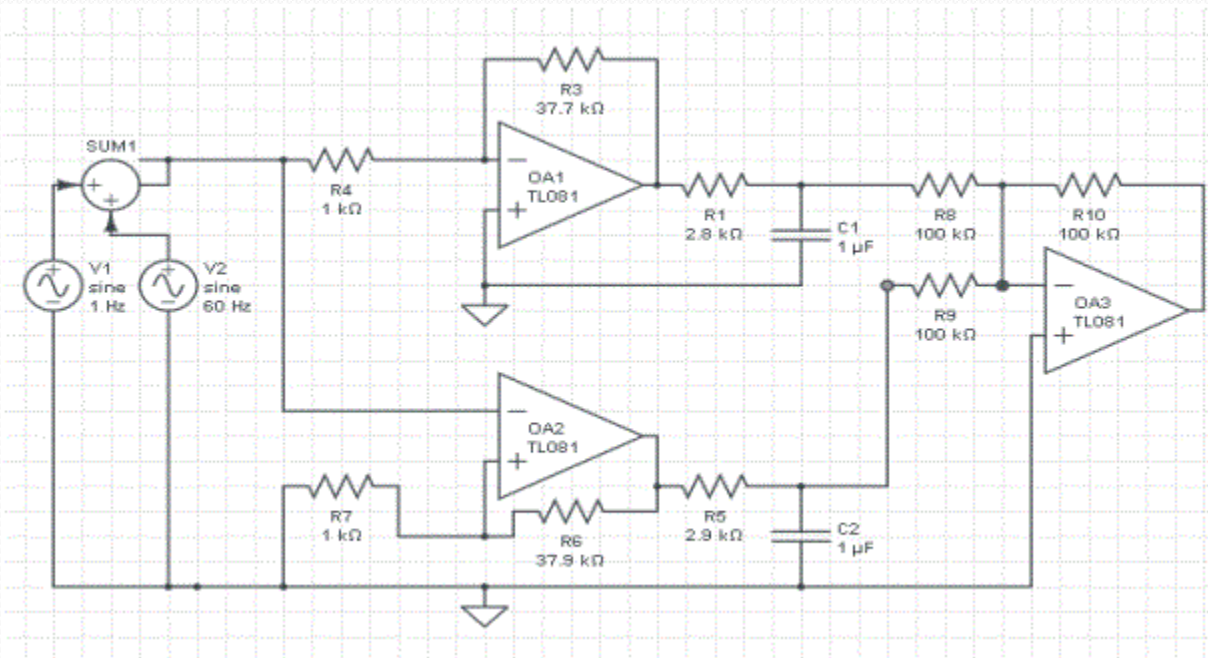 R3
37.7 kΩ
SUM1
+
+
−
OA1
TL081
+
R4
1 kΩ
R1
2.8 kΩ
C1
1 µF
R8
100 kΩ
R10
100 kΩ
+
V1
sine
1 Hz
+
V2
sine
60 Hz
R9
100 kΩ
−
OA3
TL081
+
−
OA2
TL081
+
R7
1 kΩ
R6
37.9 kΩ
R5
2.9 kΩ
C2
1 µF